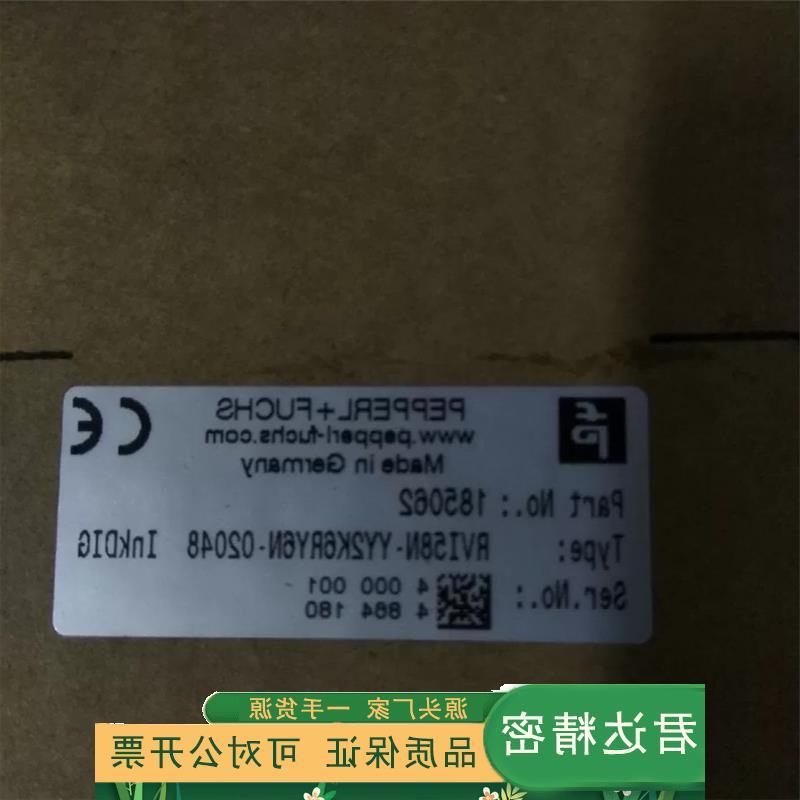 PEPPERL+FUCHS
www.pepperl-fuchs.com
Made in Germany
CE
Part No.: 185062
Type: RVI58N-YY2K6RY6N-02048 InkDIG
Ser.No.: 4 000 001
4 864 180
源头厂家 一手货源
君达精密
品质保证 可对公开票